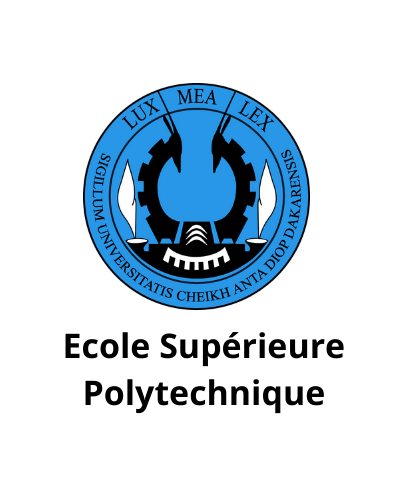 LUX MEA LEX
SIGILLUM UNIVERSITATIS CHEIKH ANTA DIOP DAKARENSIS
Ecole Supérieure
Polytechnique